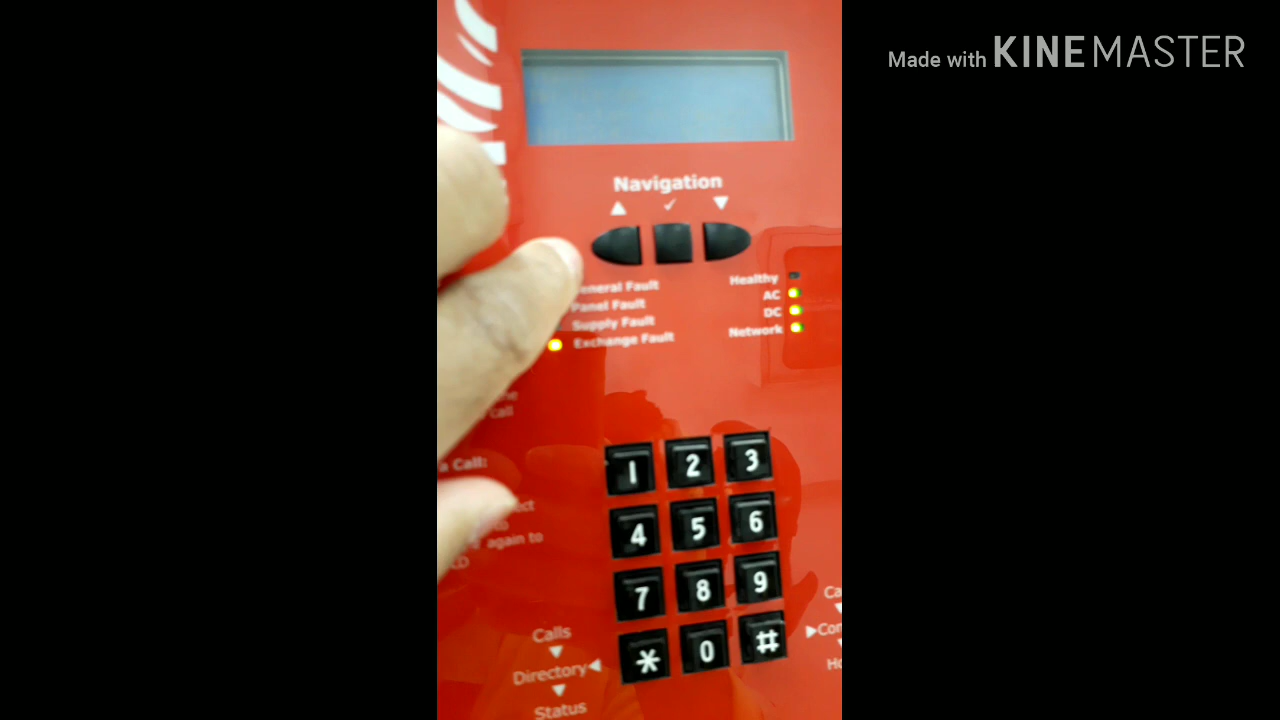 Made with KINEMASTER
Navigation
General Fault
Panel Fault
Supply Fault
Exchange Fault
Healthy
AC
DC
Network
call
a Call:
again to
1 2 3
4 5 6
7 8 9
* 0 #
Calls
Directory
Status